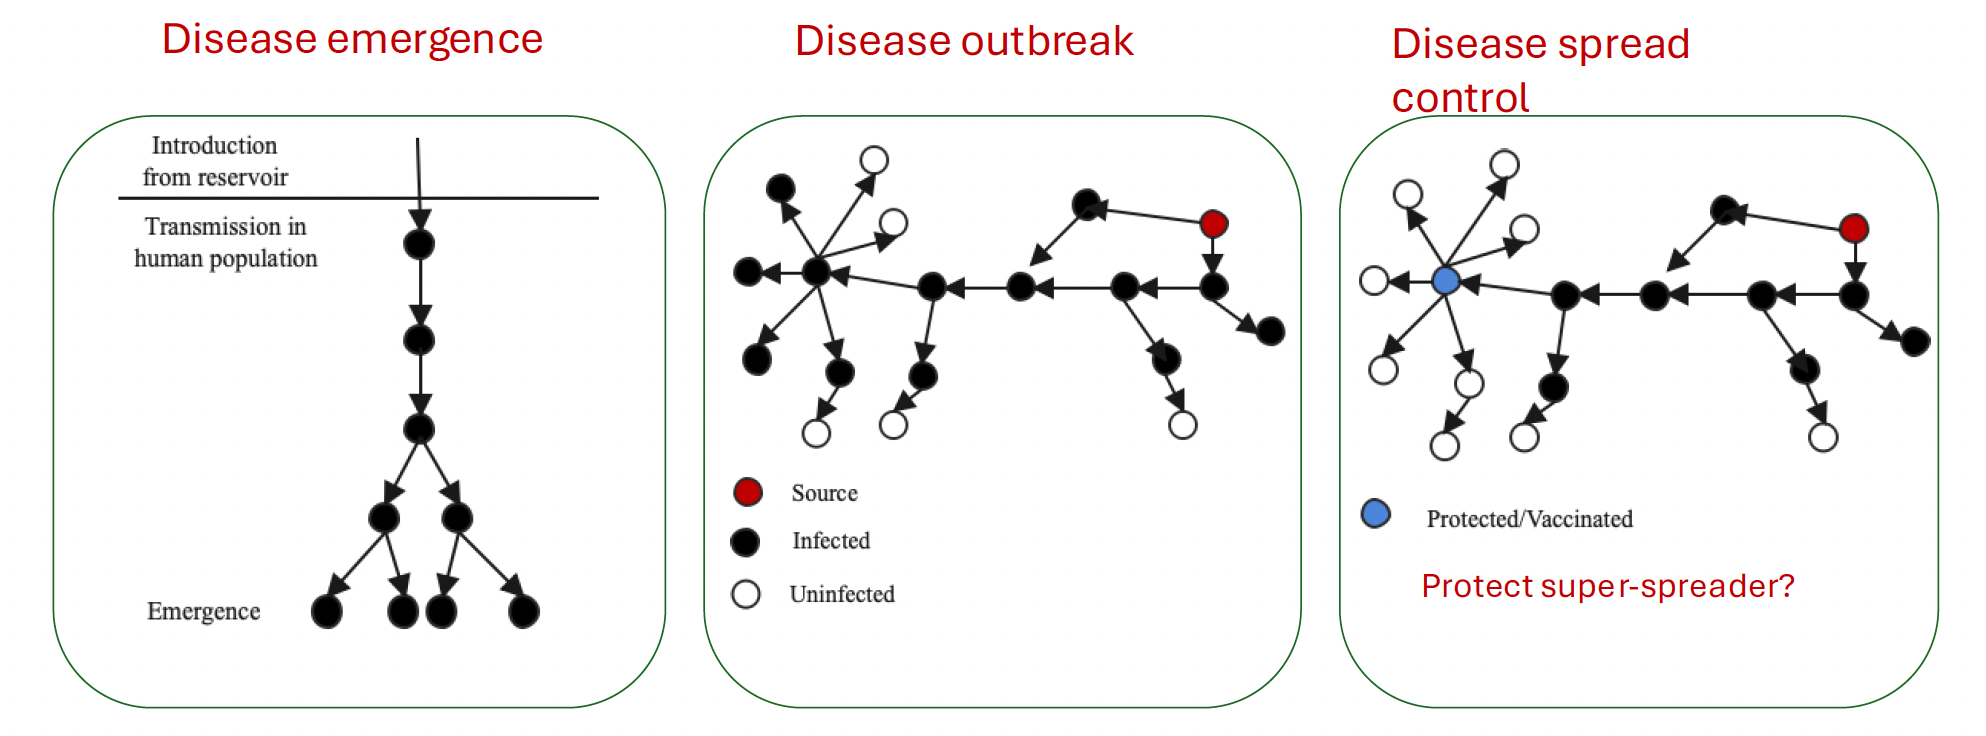 Disease emergence
Introduction
from reservoir
Transmission in
human population
Emergence
Disease outbreak
Source
Infected
Uninfected
Disease spread
control
Protected/Vaccinated
Protect super-spreader?